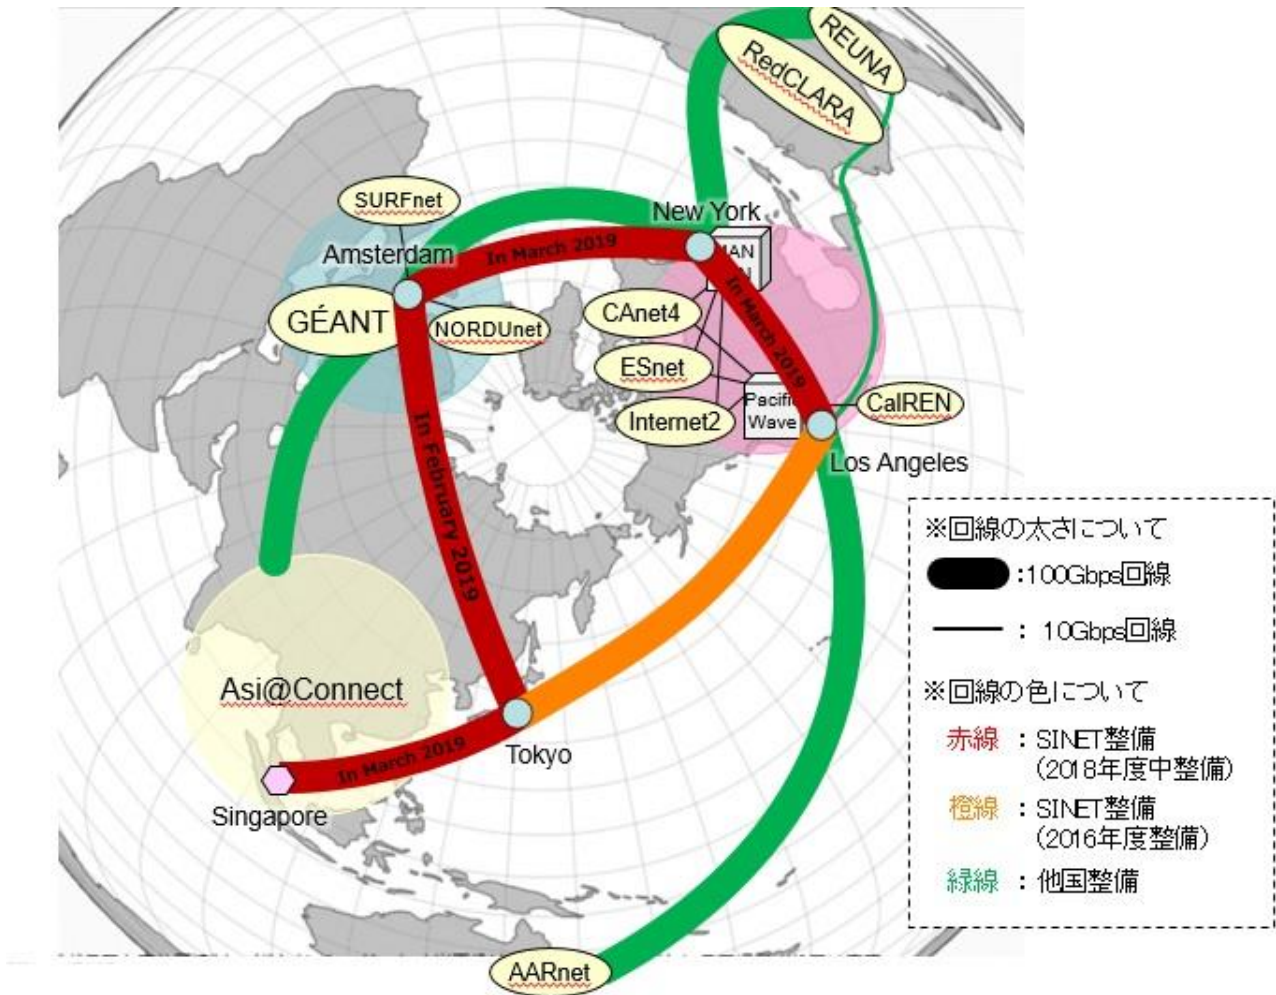 REUNA
RedCLARA
SURFnet
New York
Amsterdam
In March 2019
GÉANT
NORDUnet
CAnet4
In March 2019
ESnet
Internet2
Pacific
Wave
CalREN
Los Angeles
In February 2019
Asi@Connect
In March 2019
Tokyo
Singapore
AARnet
※回線の太さについて
:100Gbps回線
: 10Gbps回線
※回線の色について
赤線 : SINET整備
(2018年度中整備)
橙線 : SINET整備
(2016年度整備)
緑線 : 他国整備